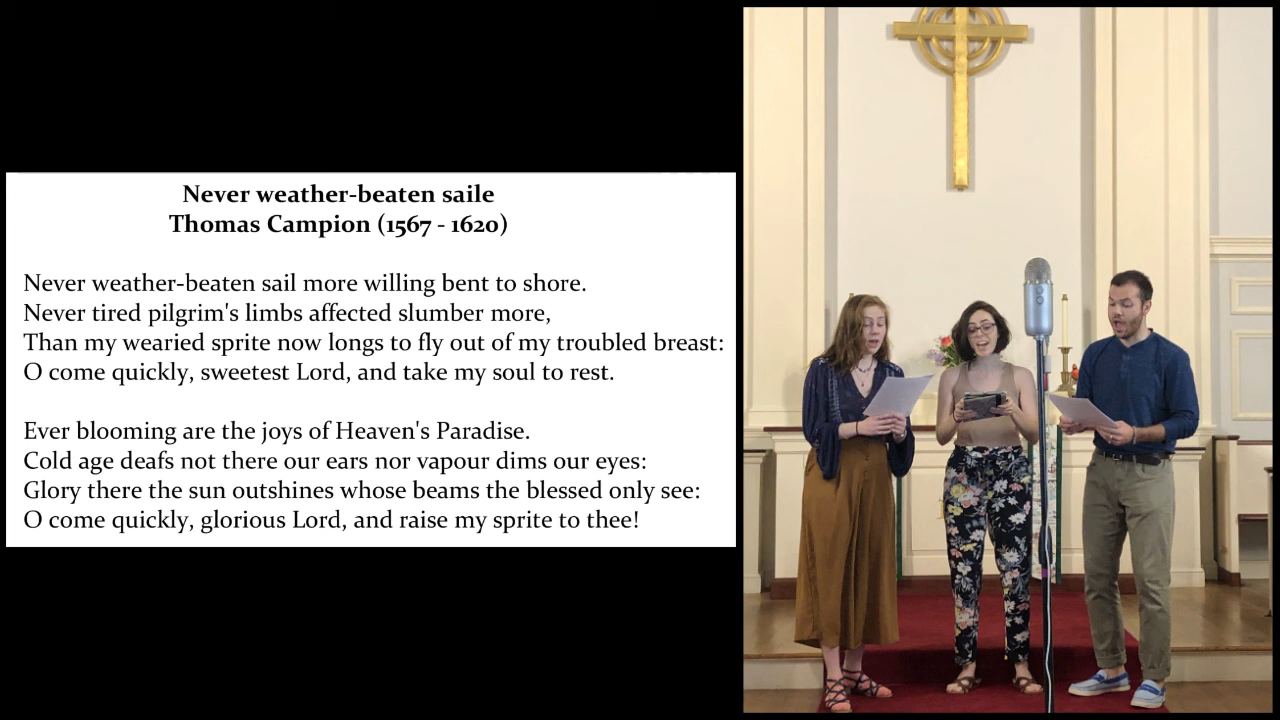 Never weather-beaten saile
Thomas Campion (1567 - 1620)
Never weather-beaten sail more willing bent to shore.
Never tired pilgrim's limbs affected slumber more,
Than my wearied sprite now longs to fly out of my troubled breast:
O come quickly, sweetest Lord, and take my soul to rest.
Ever blooming are the joys of Heaven's Paradise.
Cold age deafs not there our ears nor vapour dims our eyes:
Glory there the sun outshines whose beams the blessed only see:
O come quickly, glorious Lord, and raise my sprite to thee!